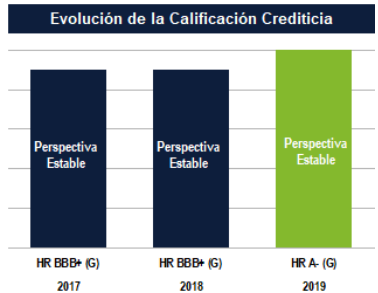 Evolución de la Calificación Crediticia
Perspectiva
Estable
Perspectiva
Estable
Perspectiva
Estable
HR BBB+ (G)
HR BBB+ (G)
HR A- (G)
2017
2018
2019